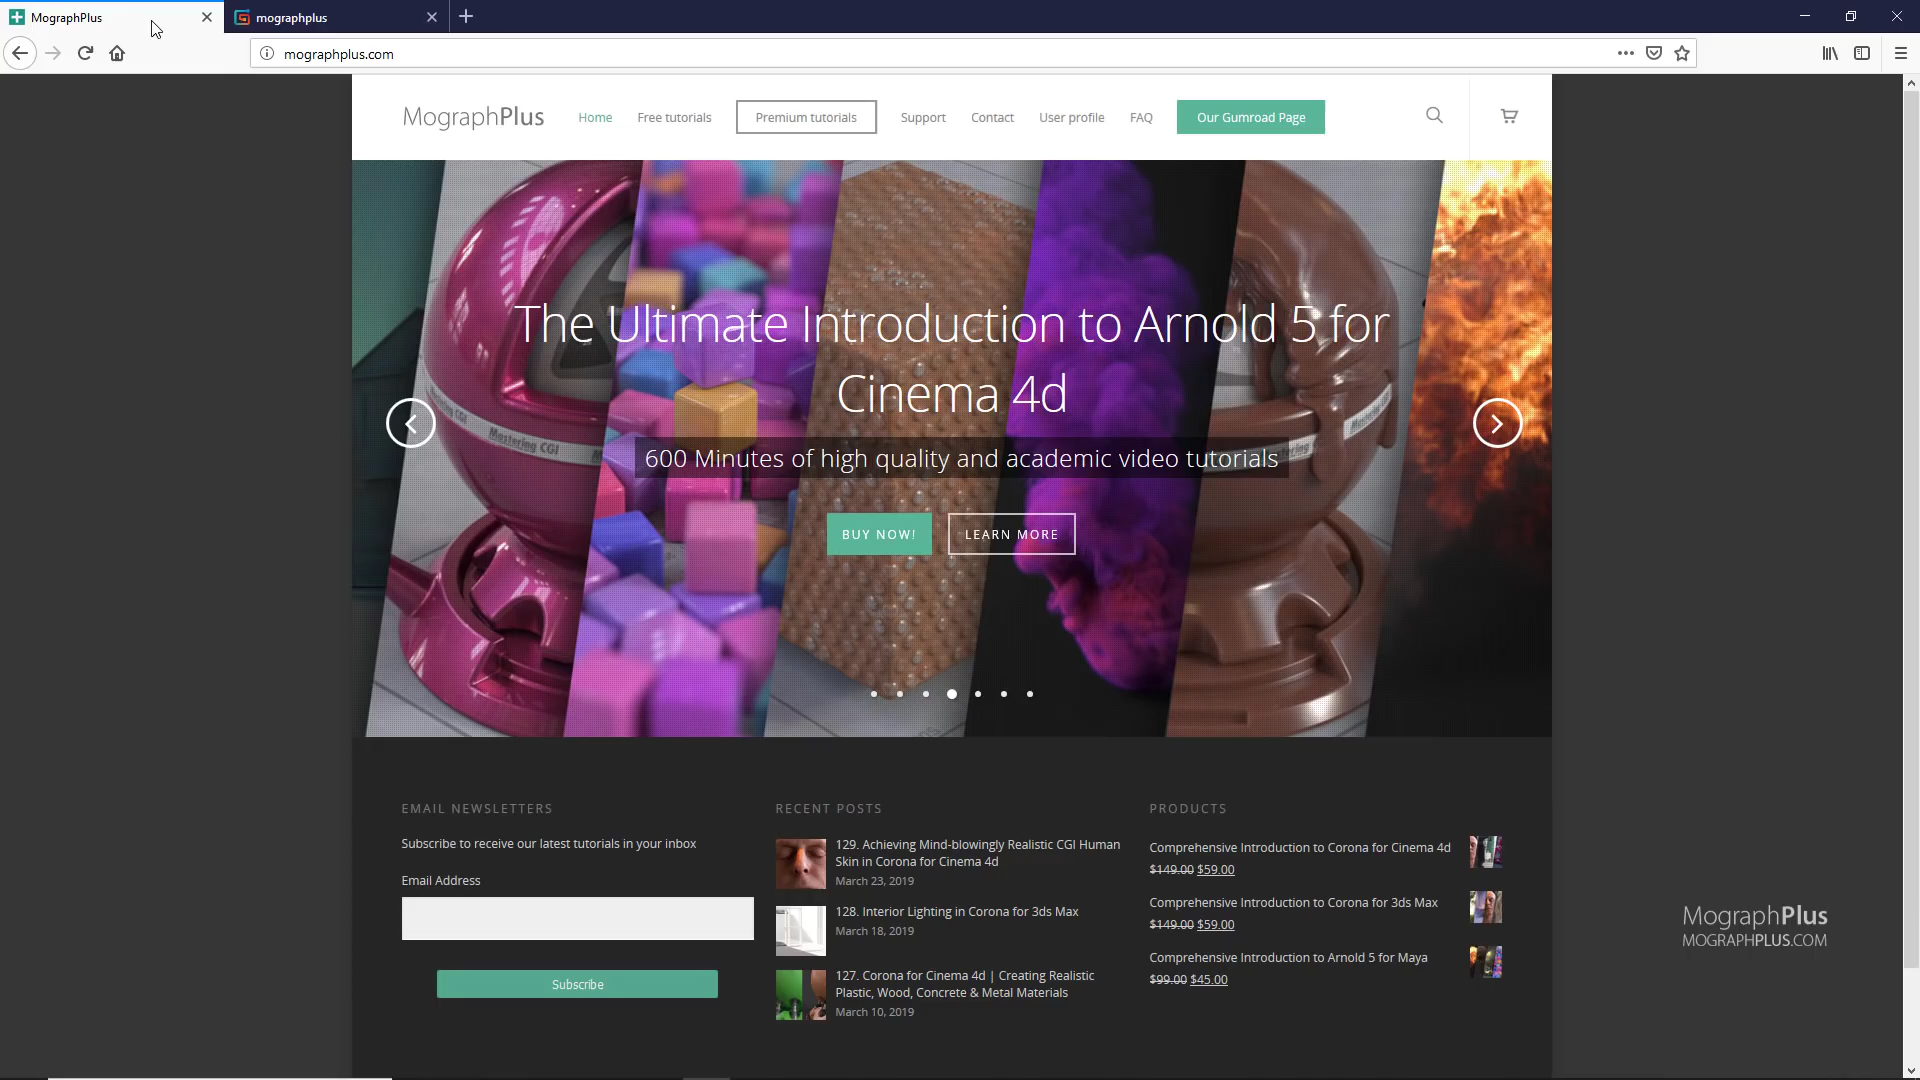 MographPlus
mographplus
mographplus.com
MographPlus
Home
Free tutorials
Premium tutorials
Support
Contact
User profile
FAQ
Our Gumroad Page
The Ultimate Introduction to Arnold 5 for
Cinema 4d
Mastering CGI
600 Minutes of high quality and academic video tutorials
BUY NOW!
LEARN MORE
EMAIL NEWSLETTERS
Subscribe to receive our latest tutorials in your inbox
Email Address
Subscribe
RECENT POSTS
129. Achieving Mind-blowingly Realistic CGI Human
Skin in Corona for Cinema 4d
March 23, 2019
128. Interior Lighting in Corona for 3ds Max
March 18, 2019
127. Corona for Cinema 4d | Creating Realistic
Plastic, Wood, Concrete & Metal Materials
March 10, 2019
PRODUCTS
Comprehensive Introduction to Corona for Cinema 4d
$149.00 $59.00
Comprehensive Introduction to Corona for 3ds Max
$149.00 $59.00
Comprehensive Introduction to Arnold 5 for Maya
$99.00 $45.00
MographPlus
MOGRAPHPLUS.COM